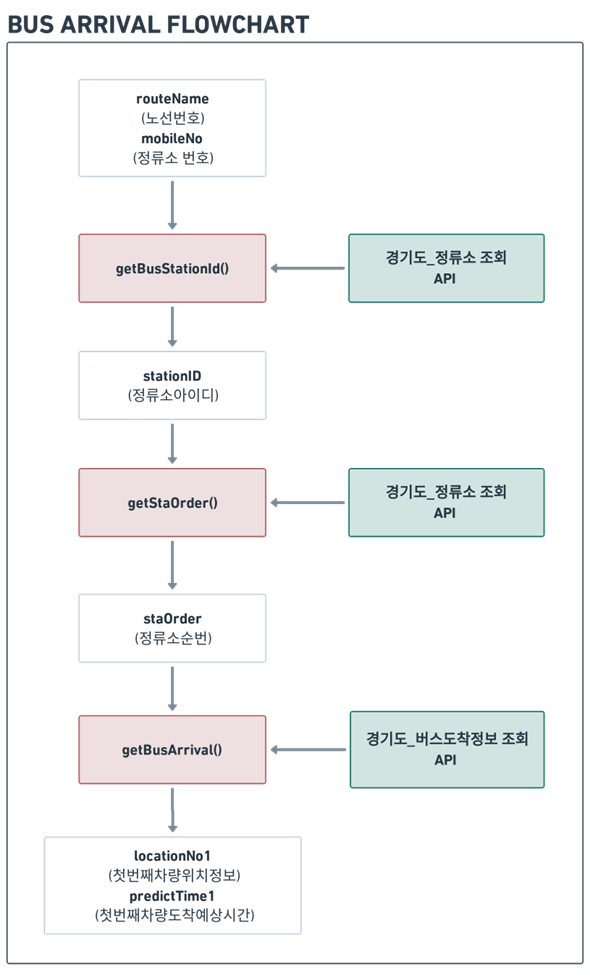 BUS ARRIVAL FLOWCHART
routeName
(노선번호)
mobileNo
(정류소 번호)
getBusStationId()
경기도_정류소 조회
API
stationID
(정류소아이디)
getStaOrder()
경기도_정류소 조회
API
staOrder
(정류소순번)
getBusArrival()
경기도_버스도착정보 조회
API
locationNo1
(첫번째차량위치정보)
predictTime1
(첫번째차량도착예상시간)